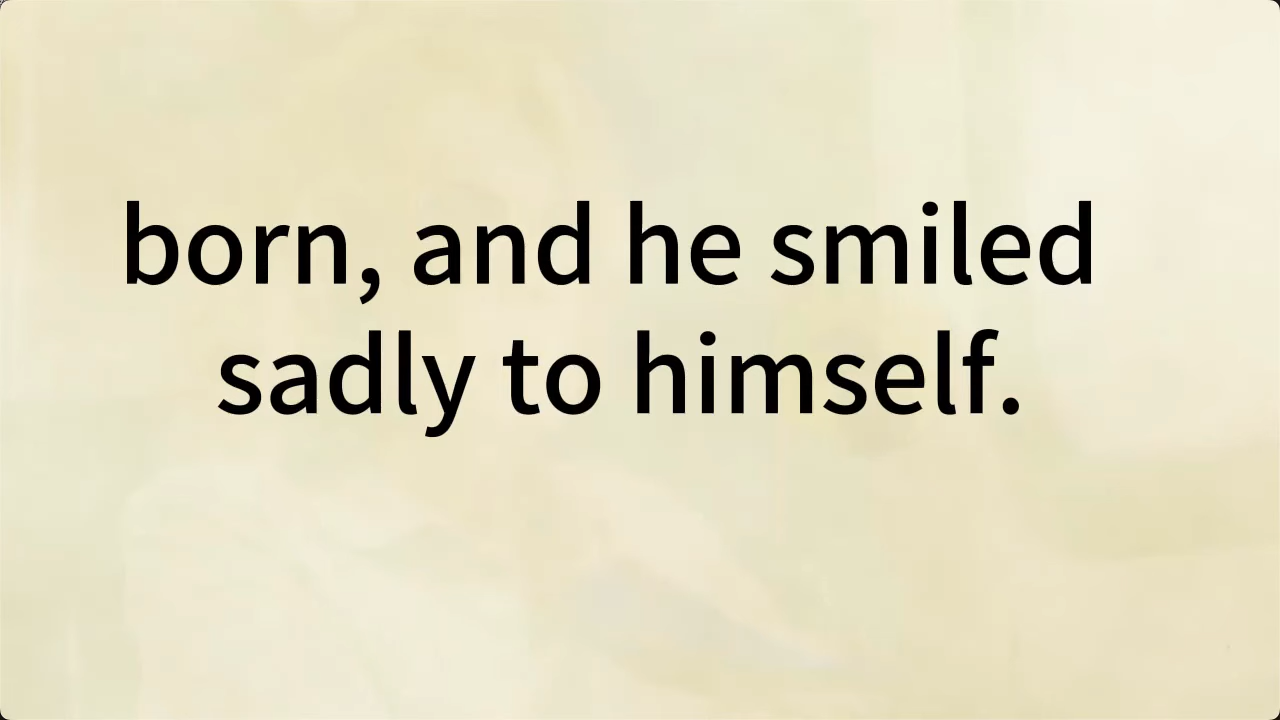 born, and he smiled
sadly to himself.